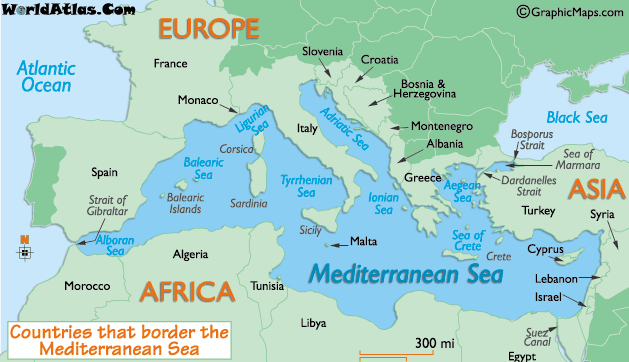 WorldAtlas.Com
©GraphicMaps.com
EUROPE
Atlantic
Ocean
France
Slovenia
Croatia
Bosnia &
Herzegovina
Monaco
Ligurian
Sea
Italy
Adriatic Sea
Montenegro
Albania
Black Sea
Bosporus
Strait
Sea of
Marmara
Corsica
Spain
Balearic
Sea
Balearic
Islands
Sardinia
Tyrrhenian
Sea
Ionian
Sea
Greece
Aegean
Sea
Dardanelles
Strait
ASIA
Turkey
Syria
Strait of
Gibraltar
Alboran
Sea
Sicily
Malta
Sea of
Crete
Crete
Cyprus
Lebanon
Israel
N
Morocco
Algeria
AFRICA
Tunisia
Mediterranean Sea
Libya
300 mi
Suez
Canal
Egypt
Countries that border the
Mediterranean Sea